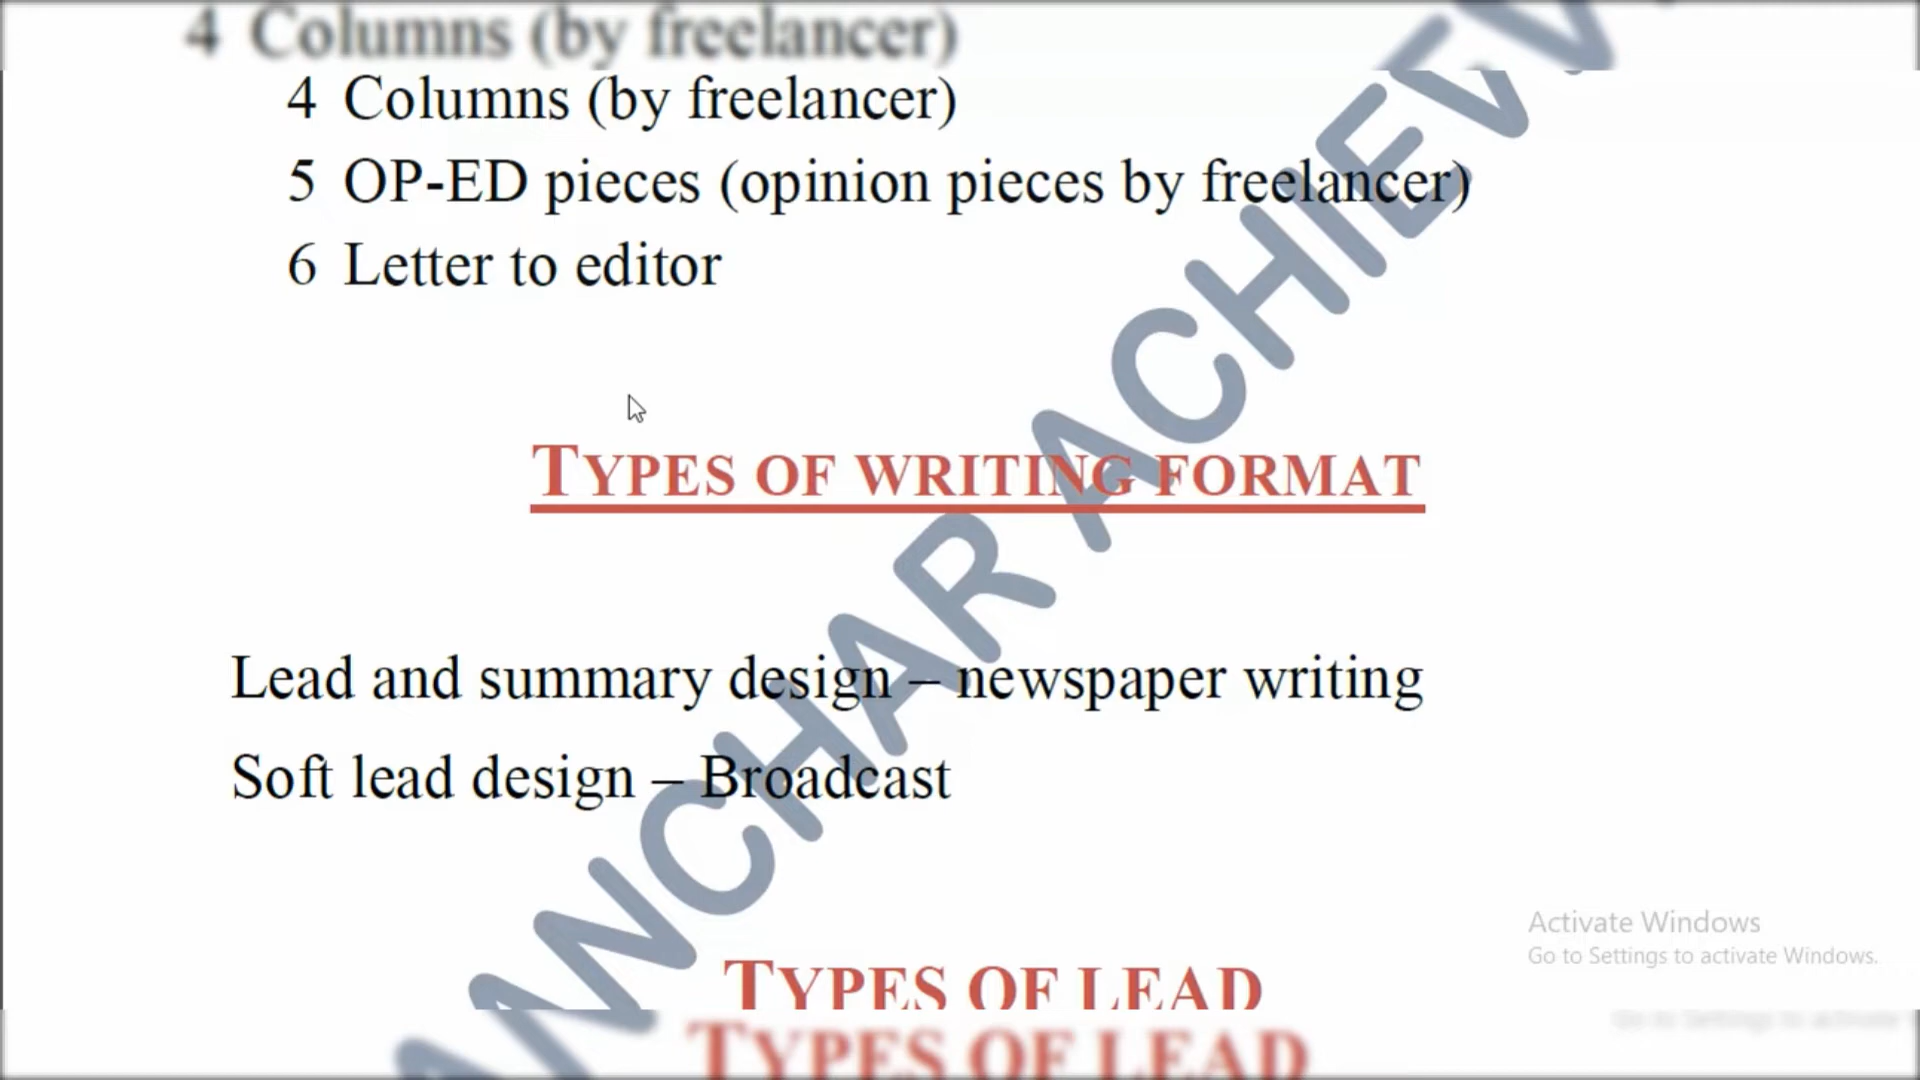 4 Columns (by freelancer)
4 Columns (by freelancer)
5 OP-ED pieces (opinion pieces by freelancer)
6 Letter to editor
TYPES OF WRITING FORMAT
Lead and summary design – newspaper writing
Soft lead design – Broadcast
ANCHAR ACHIEV
Activate Windows
Go to Settings to activate Windows.
TYPES OF LEAD
TYPES OF LEAD